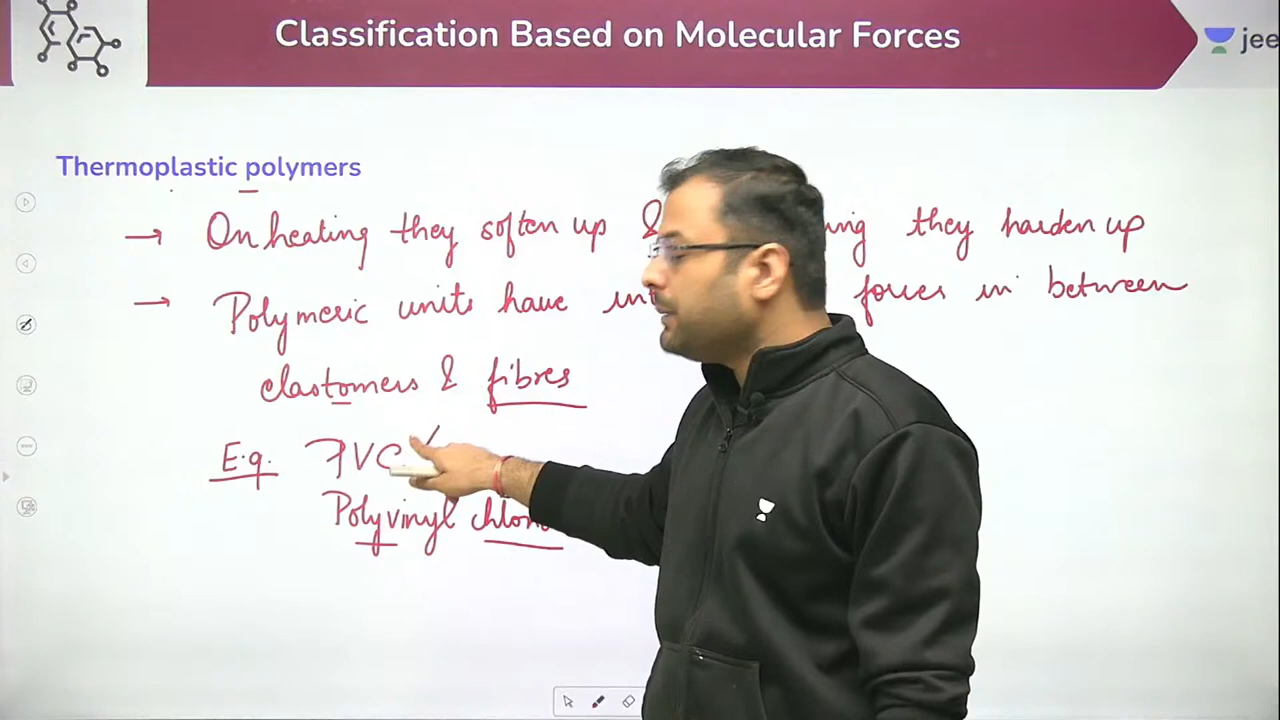 Classification Based on Molecular Forces
jee
Thermoplastic polymers
→ On heating they soften up & they harden up
→ Polymeric units have forces in between
elastomers & fibres
E.g. PVC
Polyvinyl